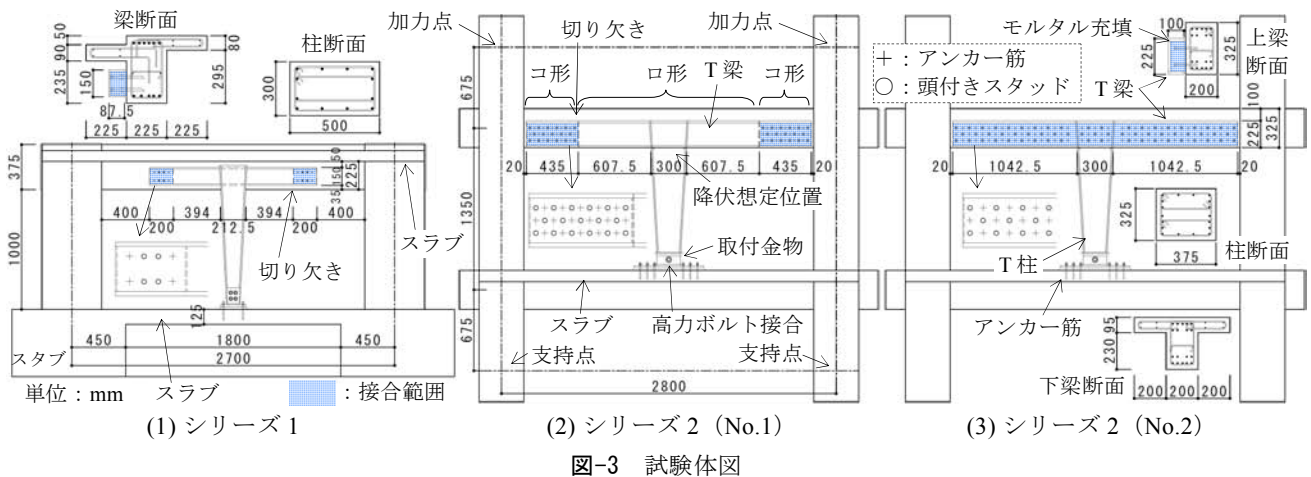 梁断面
50
90
235
150
80
295
87.5
225 225 225
柱断面
300
500
375
1000
50
150
35
225
400 394 394 400
200 212.5 200
切り欠き
スラブ
125
450 1800 450
2700
スタブ
スラブ
単位：mm
：接合範囲
(1) シリーズ 1
加力点
加力点
切り欠き
コ形 ロ形 コ形
T 梁
675
1350
675
20 435 607.5 300 607.5 435 20
降伏想定位置
取付金物
スラブ
高力ボルト接合
支持点
支持点
2800
(2) シリーズ 2（No.1）
モルタル充填
100
225
325
200
上梁
断面
＋：アンカー筋
○：頭付きスタッド
T 梁
100
225
325
20 1042.5 300 1042.5 20
325
375
柱断面
T 柱
アンカー筋
95
230
200 200 200
下梁断面
(3) シリーズ 2（No.2）
図-3 試験体図